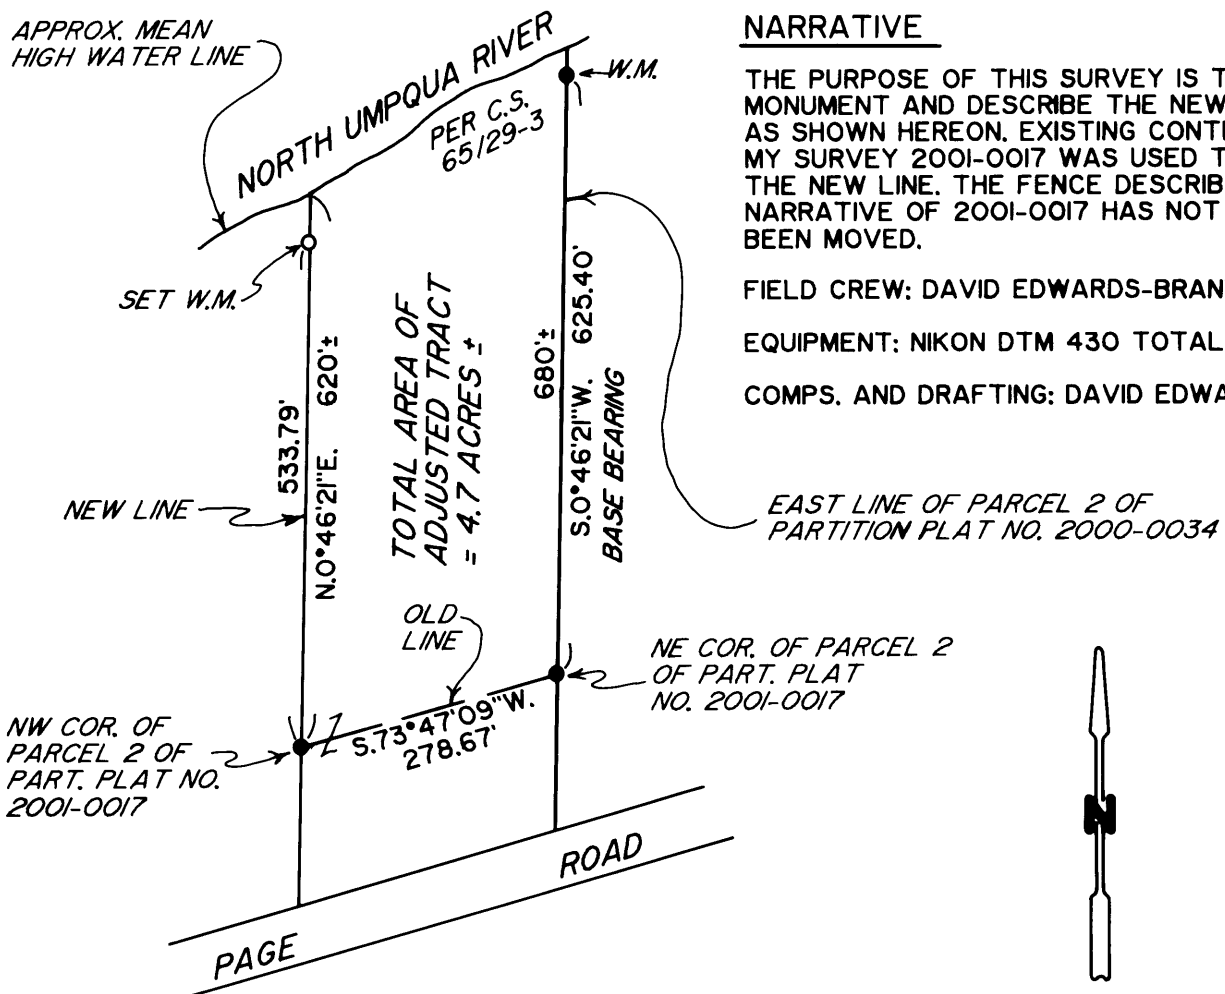 APPROX. MEAN
HIGH WATER LINE
NORTH UMPQUA RIVER
PER C.S.
65/29-3
W.M.
SET W.M.
NEW LINE
533.79'
N.0°46'21"E. 620'±
TOTAL AREA OF
ADJUSTED TRACT
= 4.7 ACRES ±
680'±
S.0°46'21"W. 625.40'
BASE BEARING
OLD
LINE
S.73°47'09"W.
278.67'
NW COR. OF
PARCEL 2 OF
PART. PLAT NO.
2001-0017
NE COR. OF PARCEL 2
OF PART. PLAT
NO. 2001-0017
EAST LINE OF PARCEL 2 OF
PARTITION PLAT NO. 2000-0034
PAGE ROAD
NARRATIVE
THE PURPOSE OF THIS SURVEY IS T
MONUMENT AND DESCRIBE THE NEW
AS SHOWN HEREON. EXISTING CONT
MY SURVEY 2001-0017 WAS USED T
THE NEW LINE. THE FENCE DESCRIB
NARRATIVE OF 2001-0017 HAS NOT
BEEN MOVED.
FIELD CREW: DAVID EDWARDS-BRAN
EQUIPMENT: NIKON DTM 430 TOTAL
COMPS. AND DRAFTING: DAVID EDWA
N